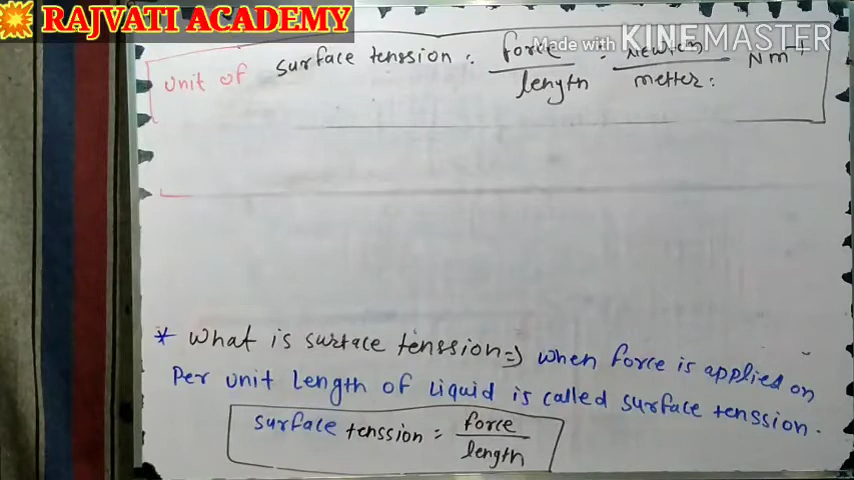 RAJVATI ACADEMY
Made with KINEMASTER
Unit of surface tenssion : force / length = Newton / metter : Nm⁻¹
* What is surface tenssion => when force is applied on
Per unit Length of Liquid is called surface tenssion.
surface tenssion = force / length